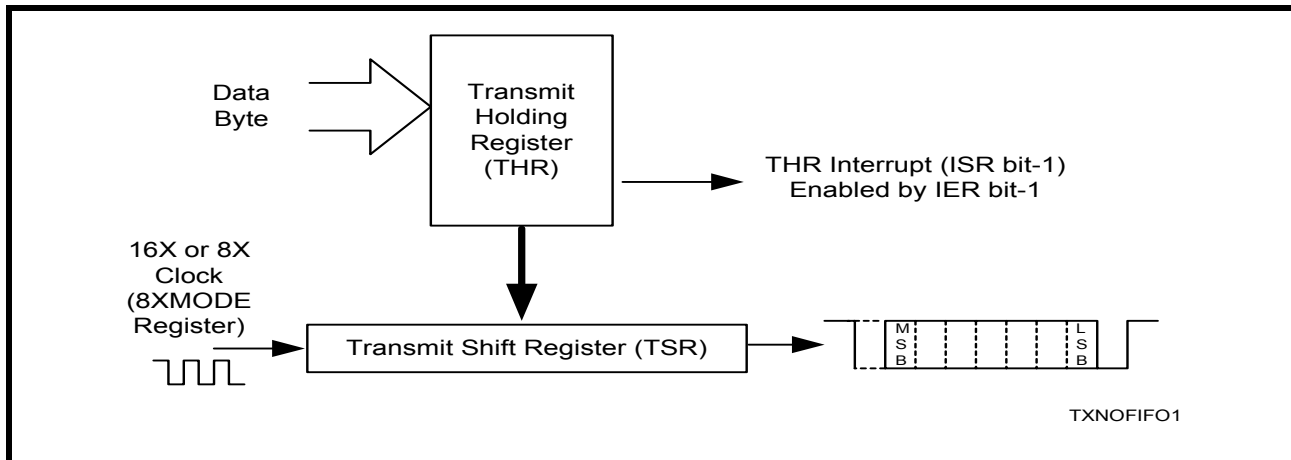 Data
Byte
Transmit
Holding
Register
(THR)
THR Interrupt (ISR bit-1)
Enabled by IER bit-1
16X or 8X
Clock
(8XMODE
Register)
Transmit Shift Register (TSR)
M
S
B
L
S
B
TXNOFIFO1